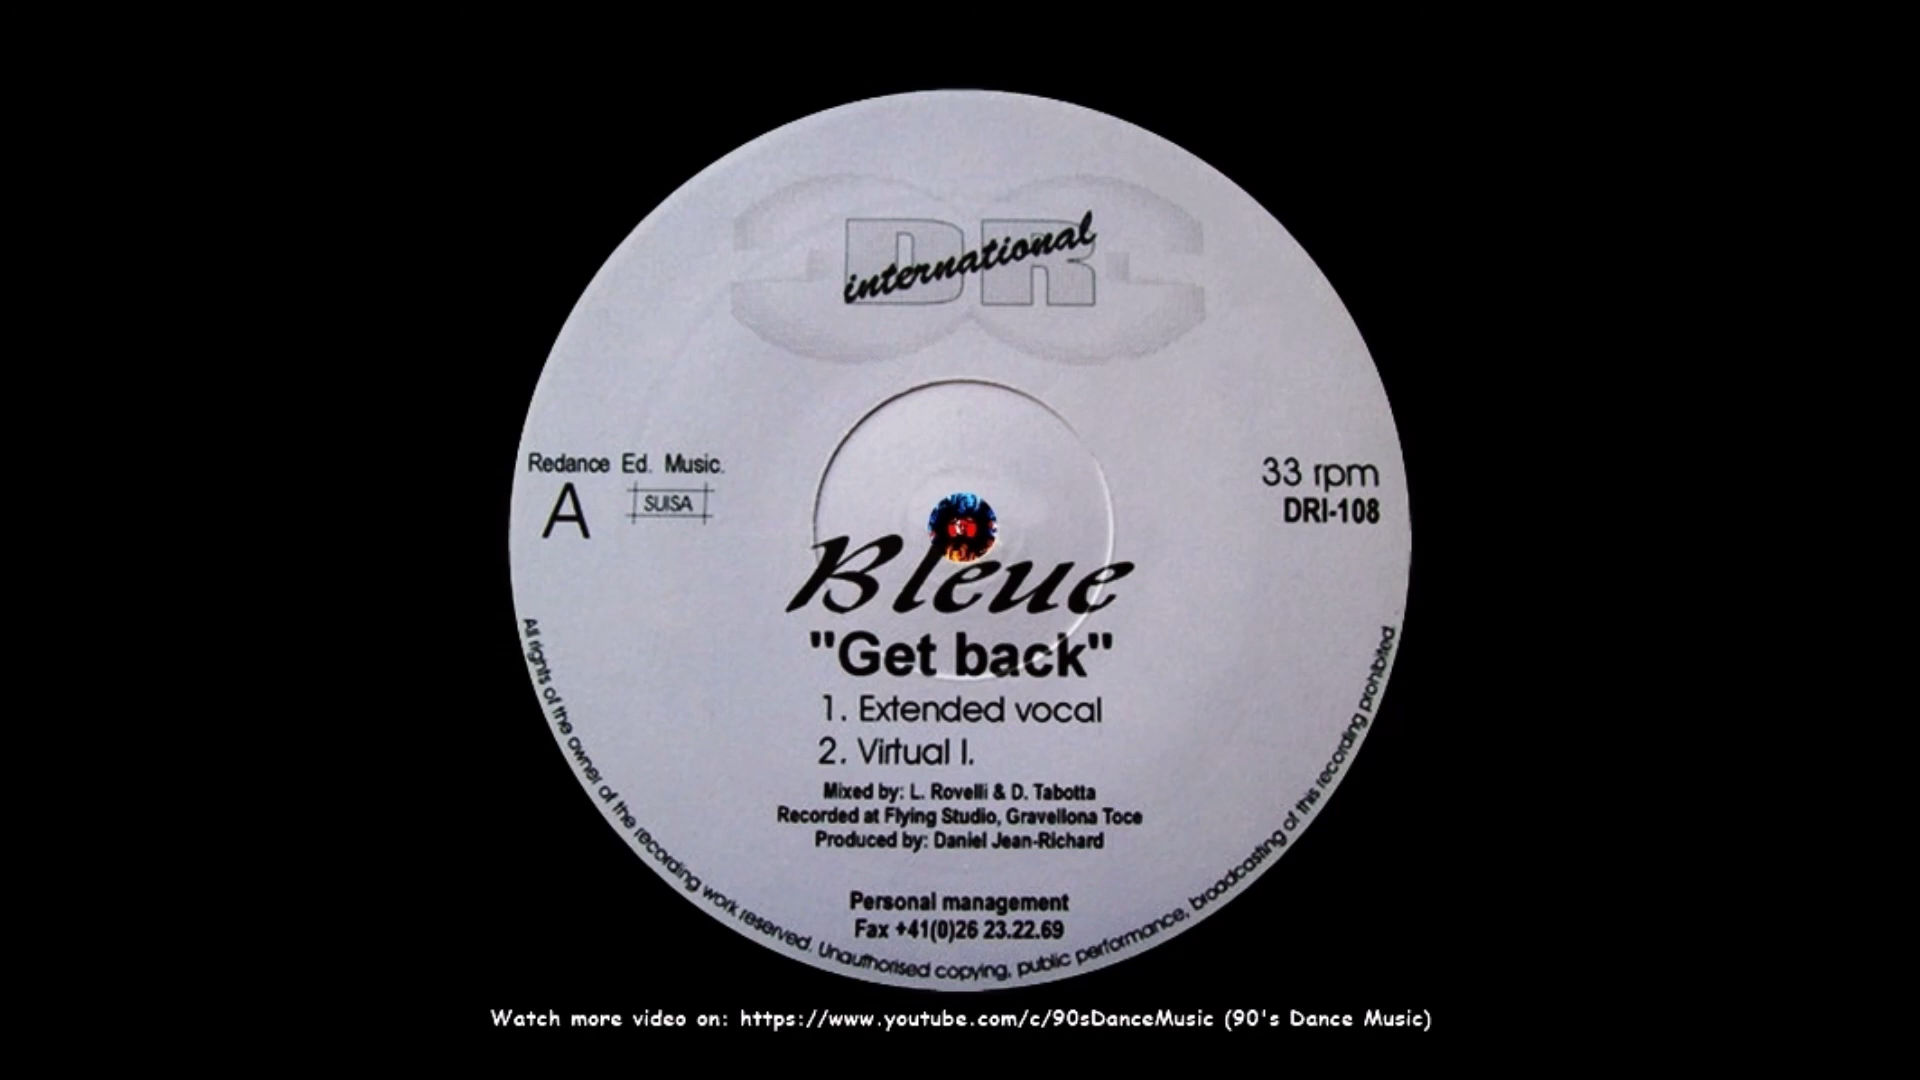 DR
international
Redance Ed. Music.
A
SUISA
33 rpm
DRI-108
Bleue
"Get back"
1. Extended vocal
2. Virtual I.
Mixed by: L. Rovelli & D. Tabotta
Recorded at Flying Studio, Gravellona Toce
Produced by: Daniel Jean-Richard
Personal management
Fax +41(0)26 23.22.69
All rights of the owner of the recording work reserved. Unauthorised copying, public performance, broadcasting of this recording prohibited
Watch more video on: https://www.youtube.com/c/90sDanceMusic (90's Dance Music)